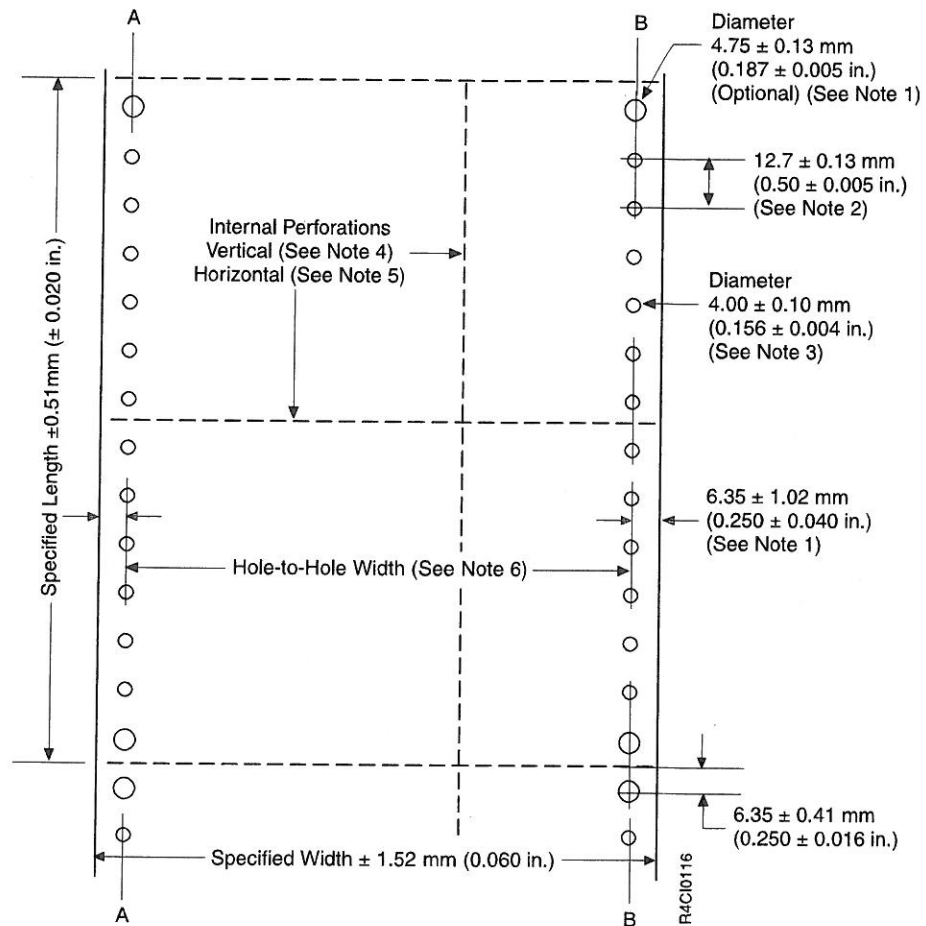 A
B
Diameter
4.75 ± 0.13 mm
(0.187 ± 0.005 in.)
(Optional) (See Note 1)
12.7 ± 0.13 mm
(0.50 ± 0.005 in.)
(See Note 2)
Internal Perforations
Vertical (See Note 4)
Horizontal (See Note 5)
Diameter
4.00 ± 0.10 mm
(0.156 ± 0.004 in.)
(See Note 3)
Specified Length ±0.51mm (± 0.020 in.)
6.35 ± 1.02 mm
(0.250 ± 0.040 in.)
(See Note 1)
Hole-to-Hole Width (See Note 6)
6.35 ± 0.41 mm
(0.250 ± 0.016 in.)
Specified Width ± 1.52 mm (0.060 in.)
R4CI0116
A
B